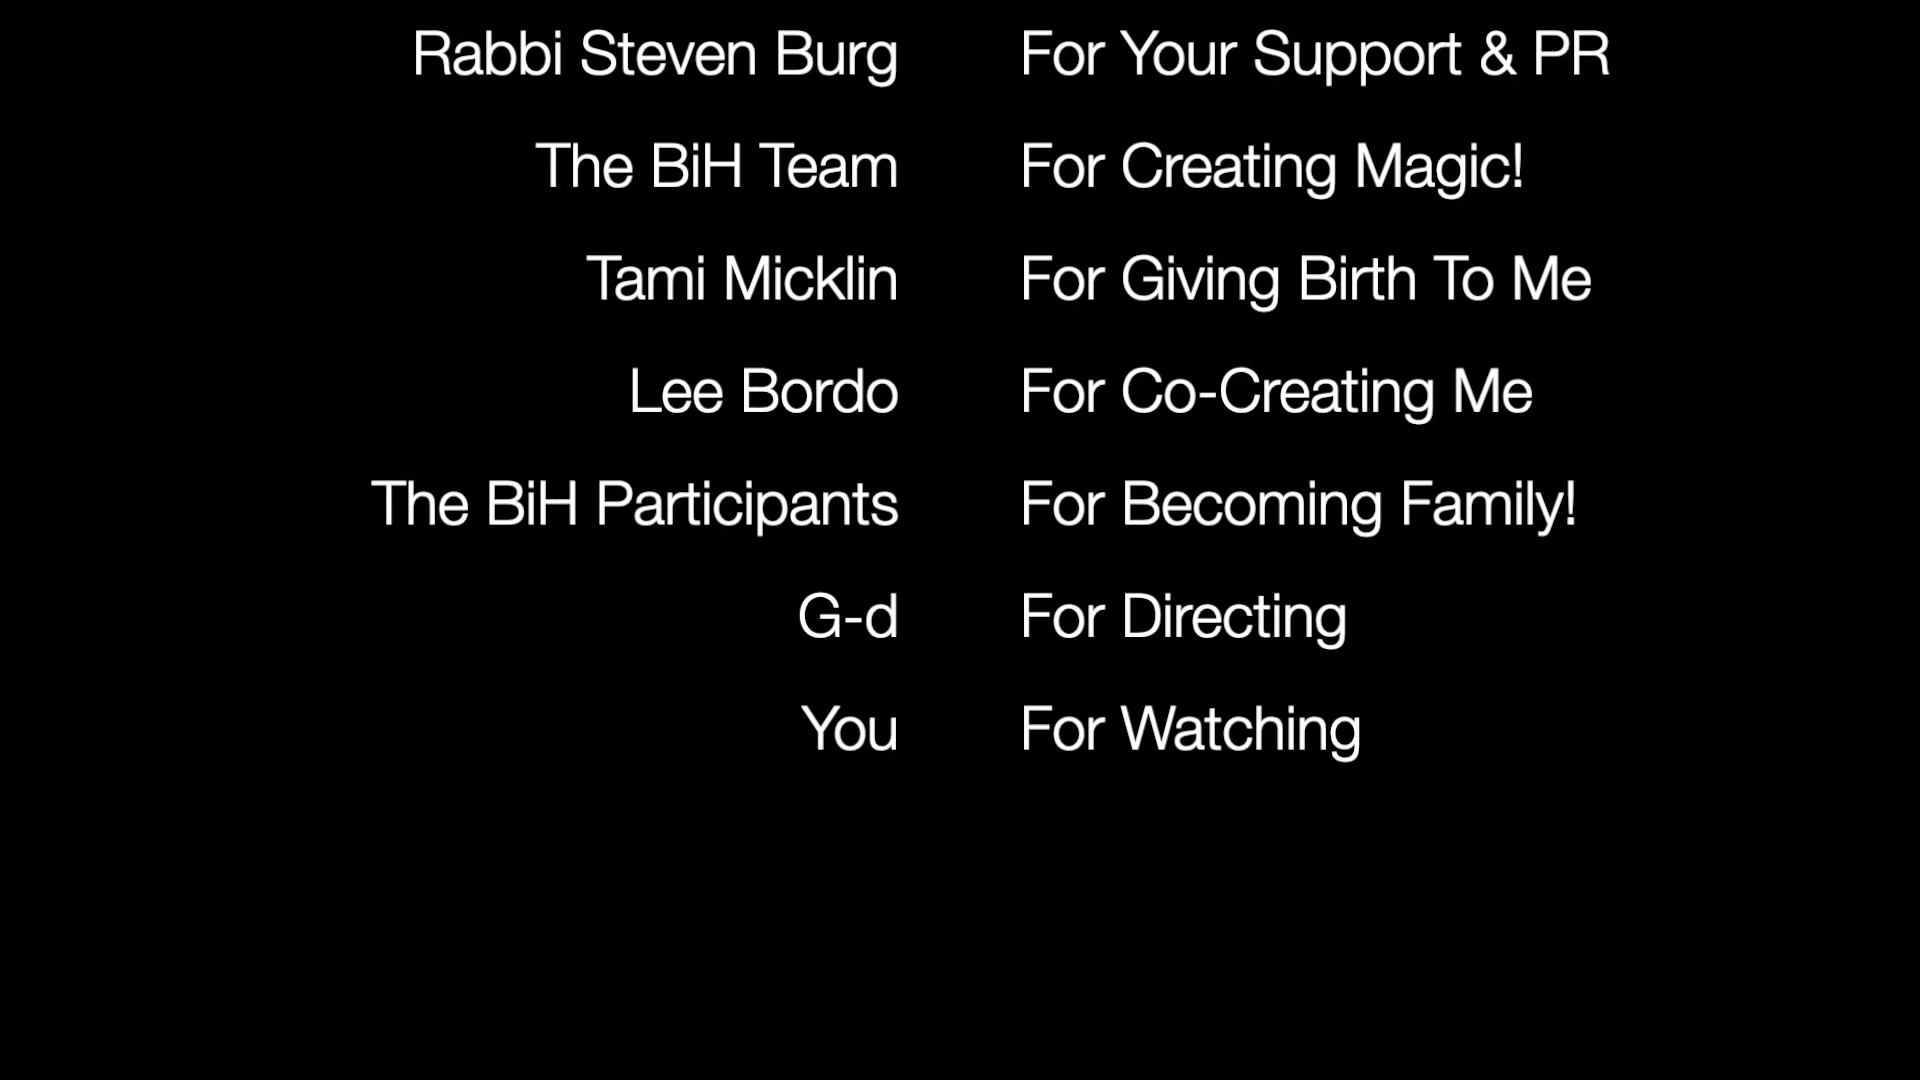 Rabbi Steven Burg For Your Support & PR
The BiH Team For Creating Magic!
Tami Micklin For Giving Birth To Me
Lee Bordo For Co-Creating Me
The BiH Participants For Becoming Family!
G-d For Directing
You For Watching